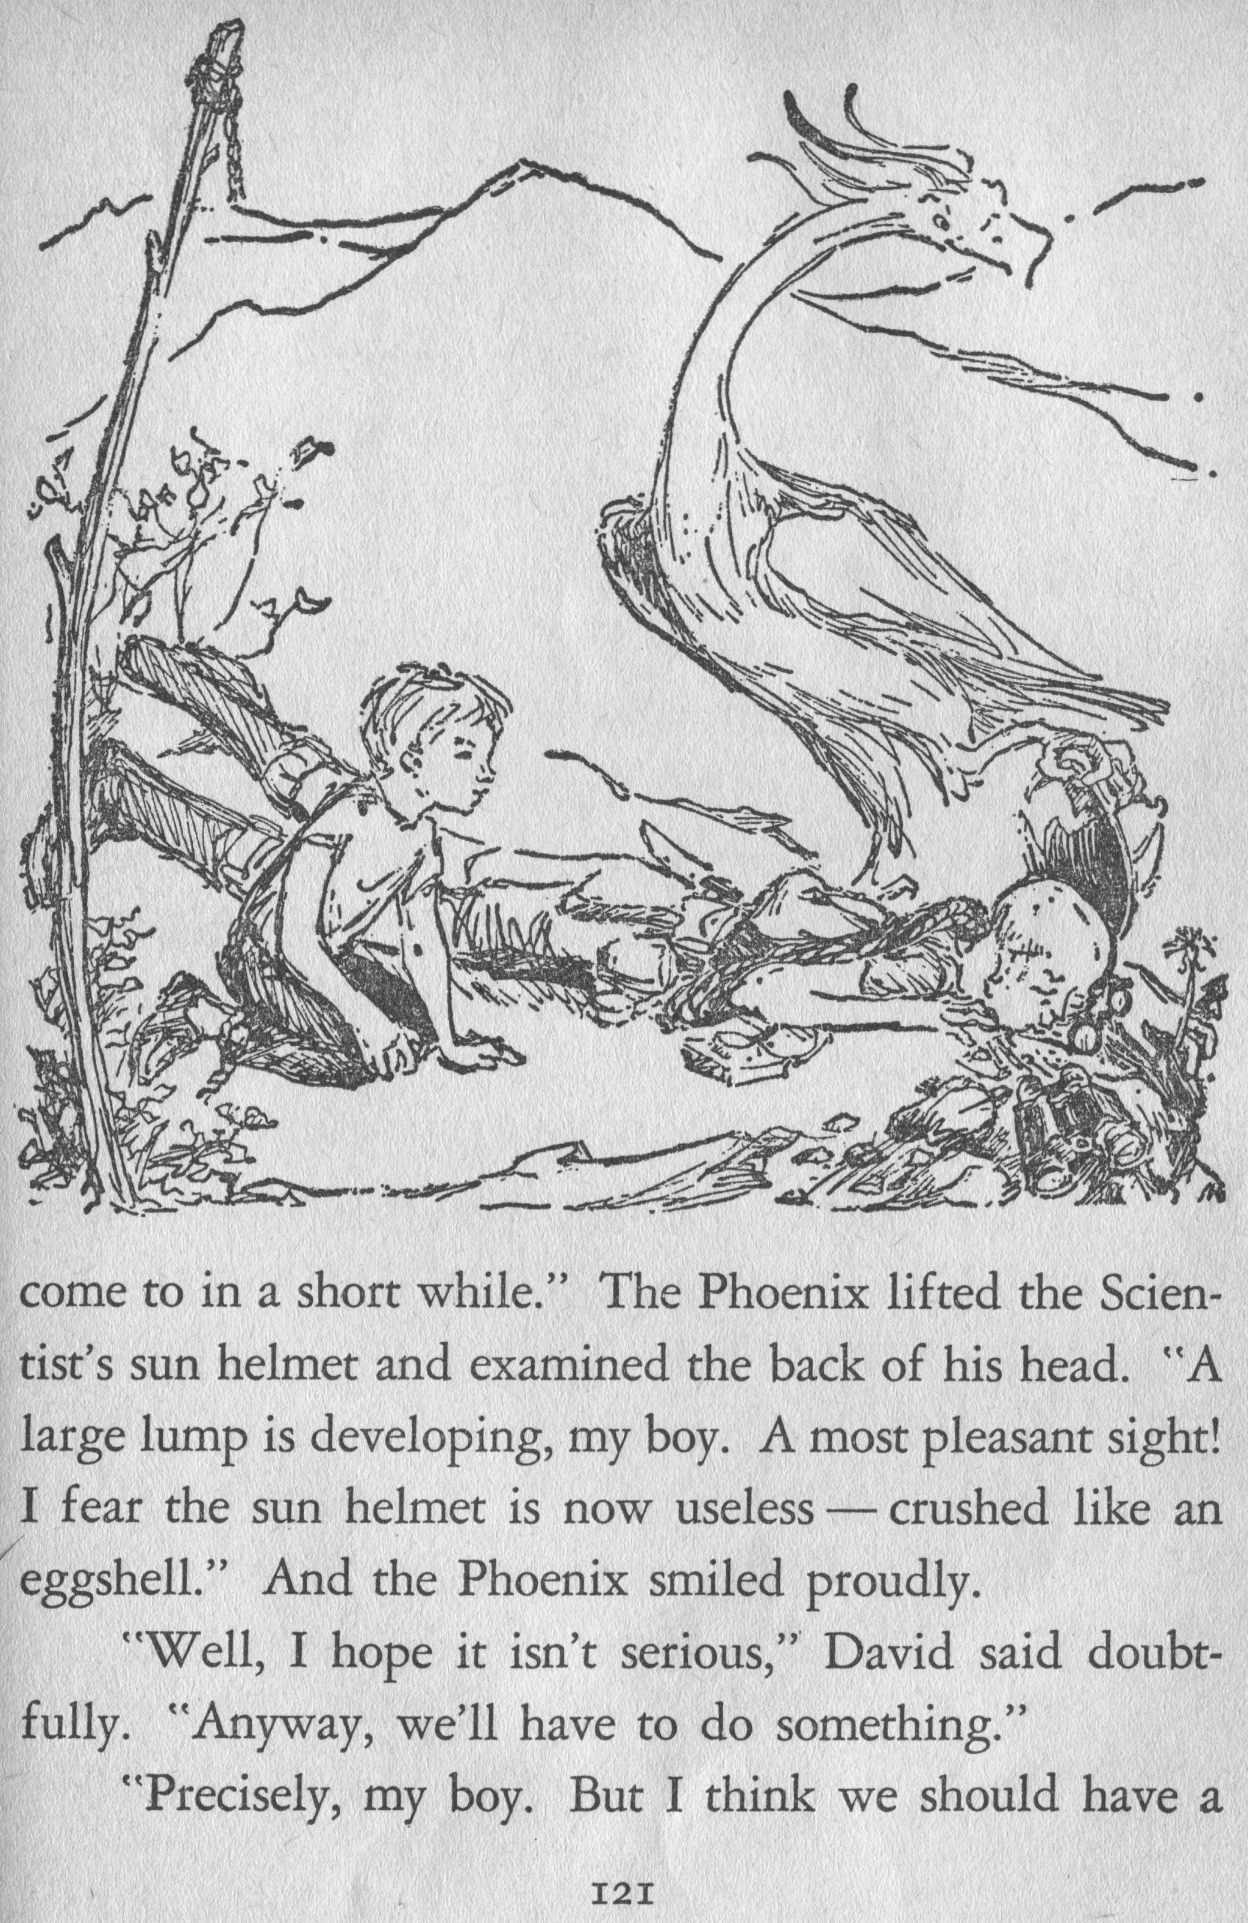 come to in a short while.” The Phoenix lifted the Scien-
tist’s sun helmet and examined the back of his head. “A
large lump is developing, my boy. A most pleasant sight!
I fear the sun helmet is now useless — crushed like an
eggshell.” And the Phoenix smiled proudly.
“Well, I hope it isn’t serious,” David said doubt-
fully. “Anyway, we’ll have to do something.”
“Precisely, my boy. But I think we should have a
121